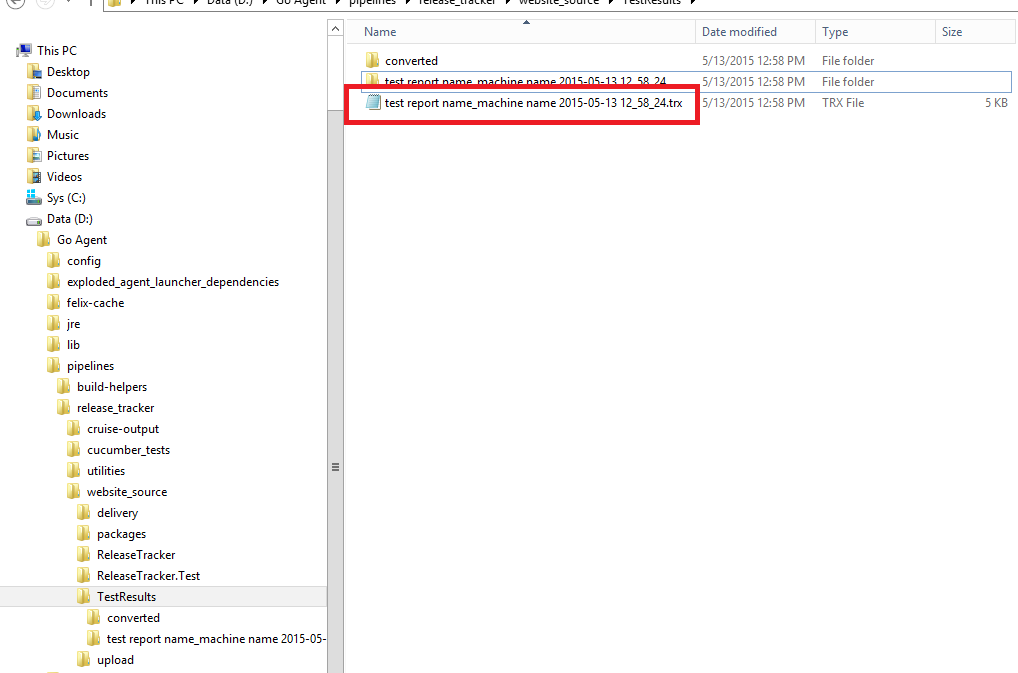 This PC Data (D:) Go Agent pipelines release_tracker website_source TestResults
Name Date modified Type Size
converted 5/13/2015 12:58 PM File folder
test report name_machine name 2015-05-13 12_58_24 5/13/2015 12:58 PM File folder
test report name_machine name 2015-05-13 12_58_24.trx 5/13/2015 12:58 PM TRX File 5 KB
This PC
Desktop
Documents
Downloads
Music
Pictures
Videos
Sys (C:)
Data (D:)
Go Agent
config
exploded_agent_launcher_dependencies
felix-cache
jre
lib
pipelines
build-helpers
release_tracker
cruise-output
cucumber_tests
utilities
website_source
delivery
packages
ReleaseTracker
ReleaseTracker.Test
TestResults
converted
test report name_machine name 2015-05-
upload